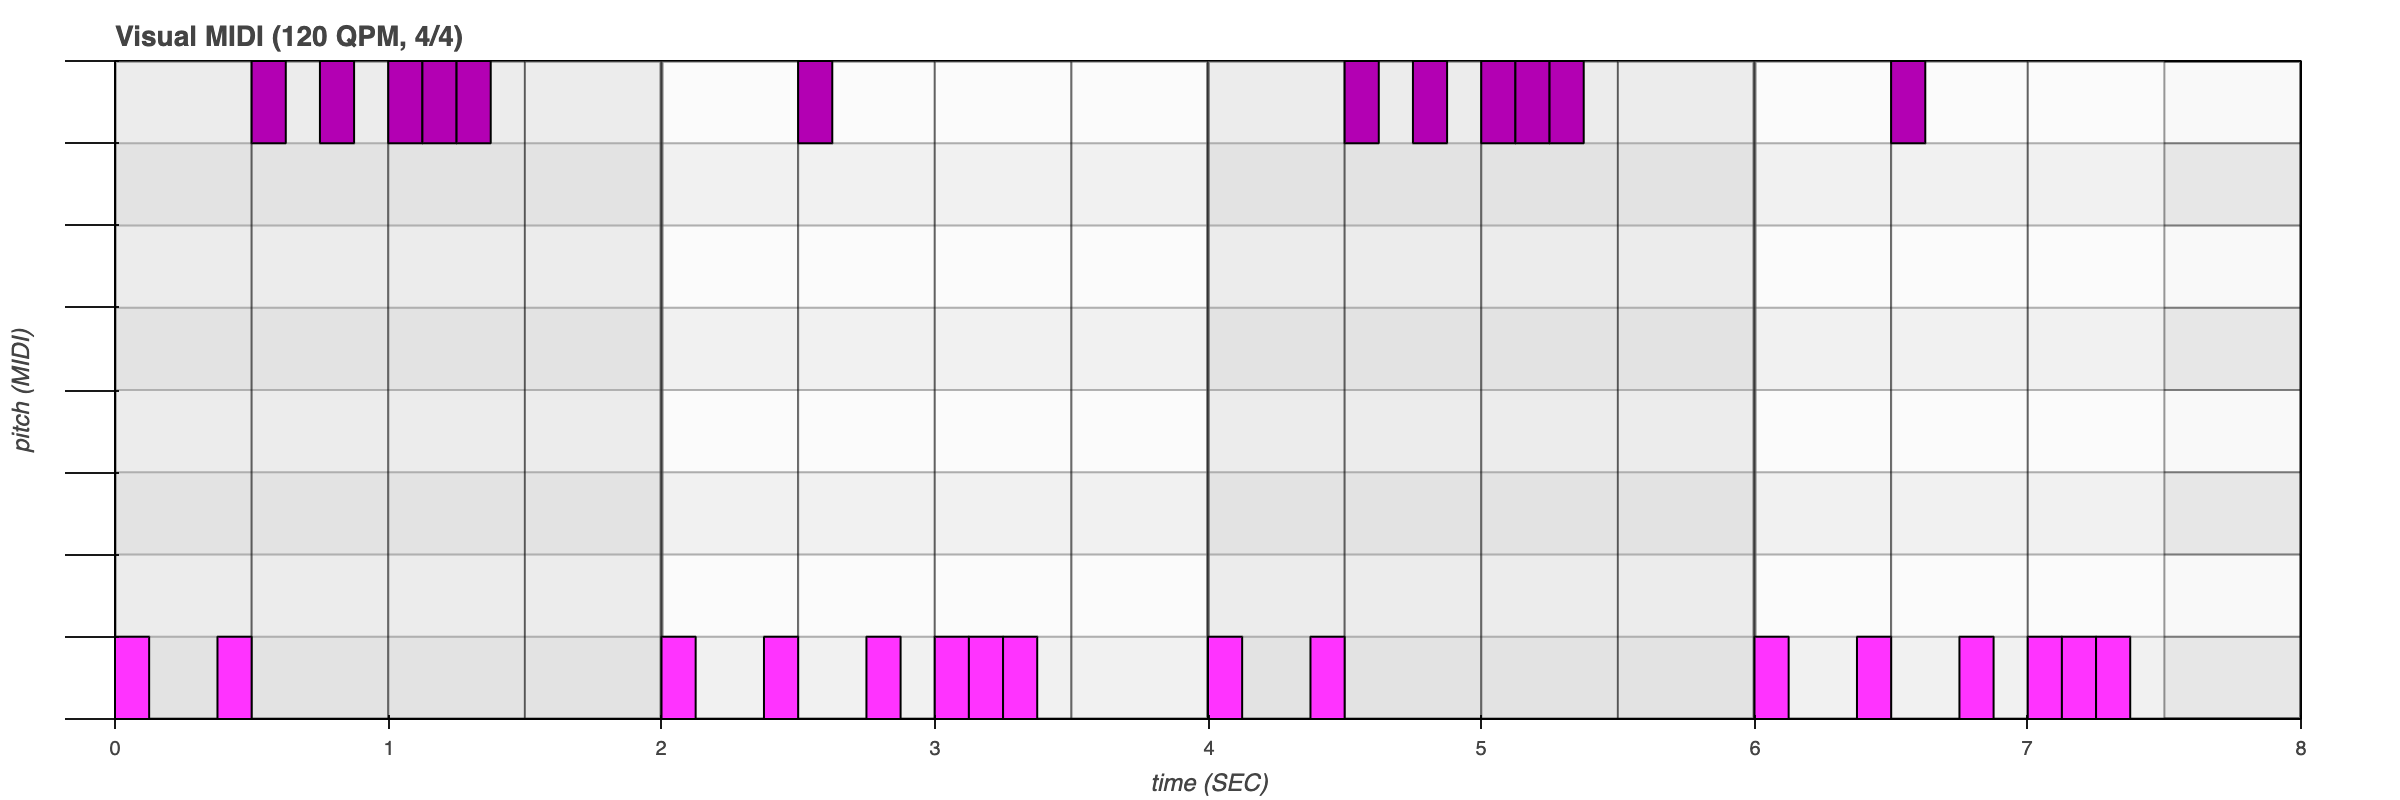 Visual MIDI (120 QPM, 4/4)
pitch (MIDI)
0 1 2 3 4 5 6 7 8
time (SEC)